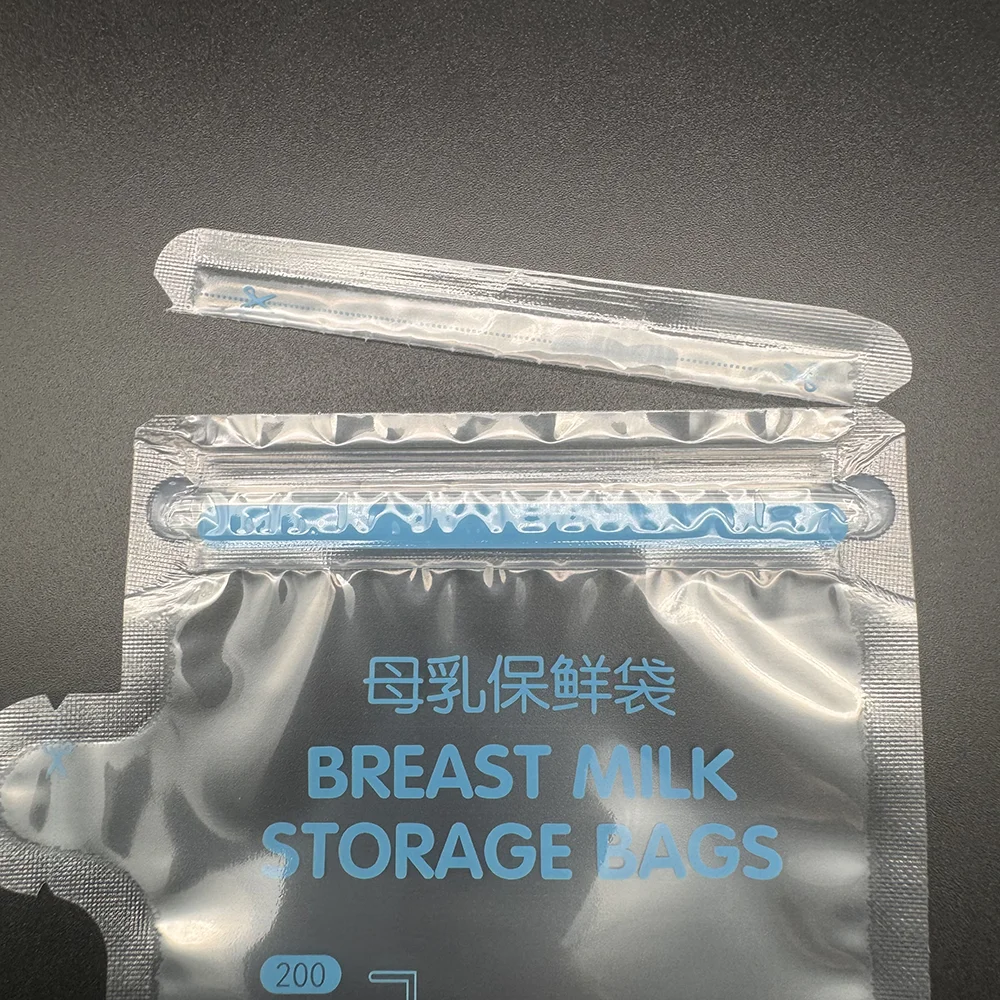 母乳保鲜袋
BREAST MILK
STORAGE BAGS
200